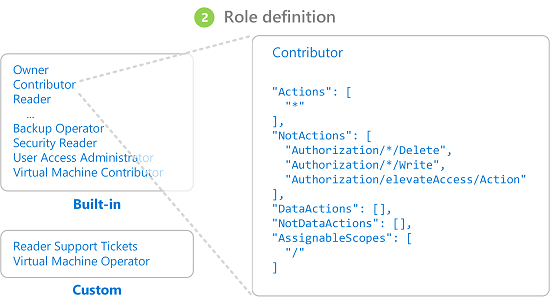 2 Role definition
Owner
Contributor
Reader
...
Backup Operator
Security Reader
User Access Administrator
Virtual Machine Contributor
Built-in
Reader Support Tickets
Virtual Machine Operator
Custom
Contributor
"Actions": [
"*"
],
"NotActions": [
"Authorization/*/Delete",
"Authorization/*/Write",
"Authorization/elevateAccess/Action"
],
"DataActions": [],
"NotDataActions": [],
"AssignableScopes": [
"/"
]